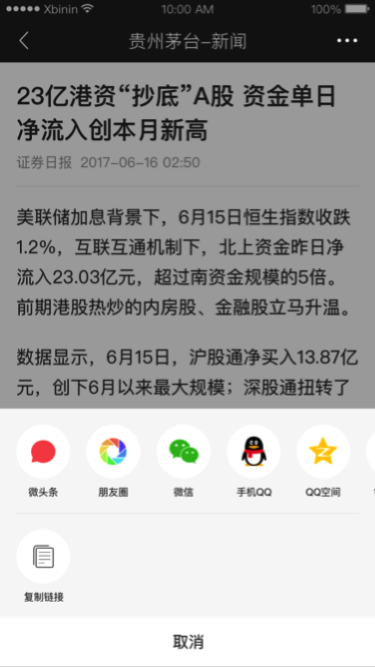 Xbinin 10:00 AM 100%
贵州茅台-新闻
23亿港资“抄底”A股 资金单日
净流入创本月新高
证券日报 2017-06-16 02:50
美联储加息背景下，6月15日恒生指数收跌
1.2%，互联互通机制下，北上资金昨日净
流入23.03亿元，超过南资金规模的5倍。
前期港股热炒的内房股、金融股立马升温。
数据显示，6月15日，沪股通净买入13.87亿
元，创下6月以来最大规模；深股通扭转了
微头条 朋友圈 微信 手机QQ QQ空间
复制链接
取消